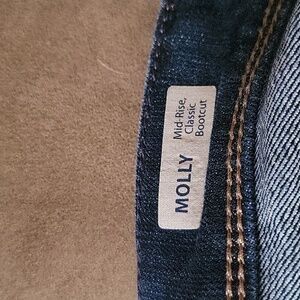 MOLLY
Mid-Rise,
Classic
Bootcut